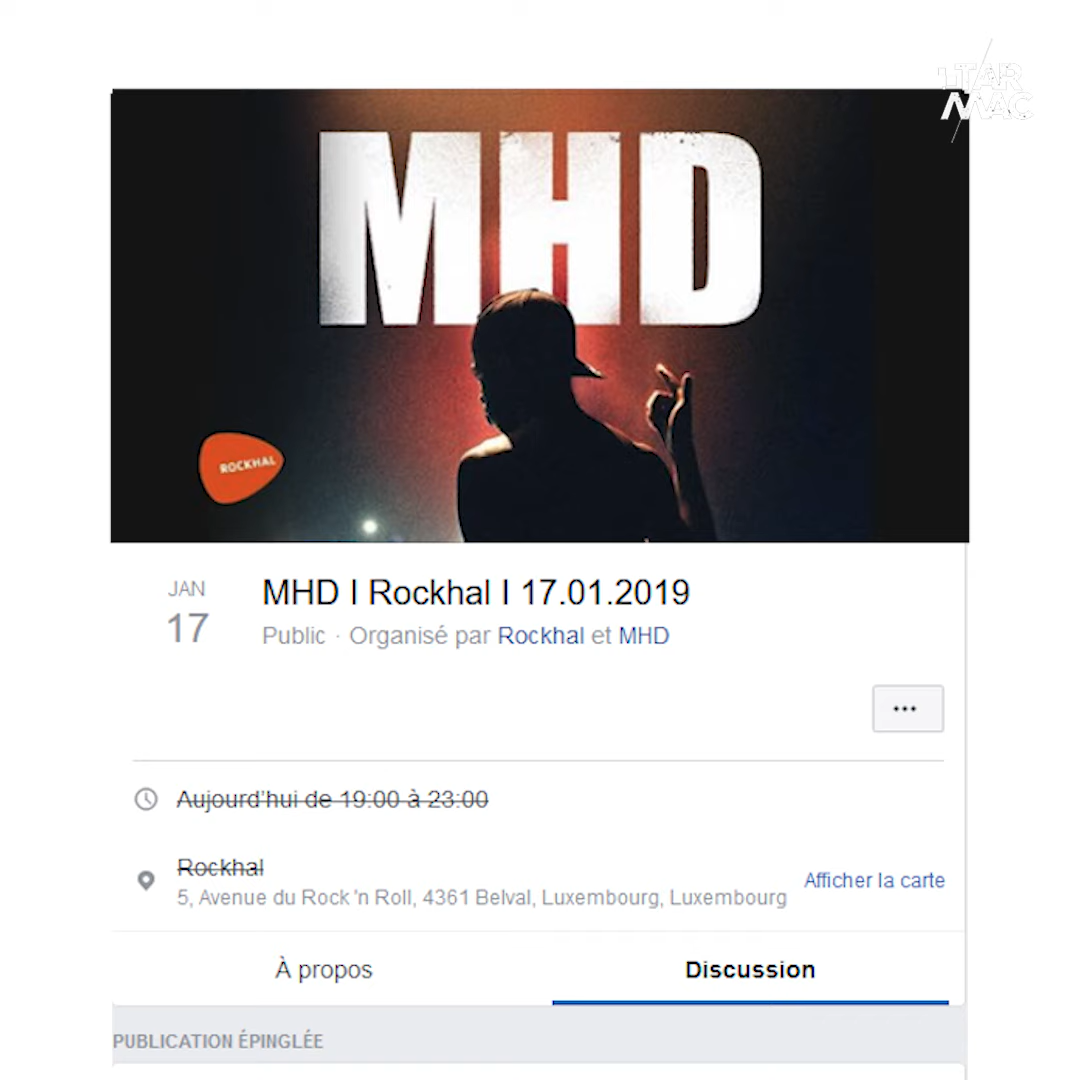 TAR
MAC
MHD
ROCKHAL
JAN
17
MHD I Rockhal I 17.01.2019
Public · Organisé par Rockhal et MHD
•••
Aujourd'hui de 19:00 à 23:00
Rockhal
5, Avenue du Rock 'n Roll, 4361 Belval, Luxembourg, Luxembourg
Afficher la carte
À propos
Discussion
PUBLICATION ÉPINGLÉE